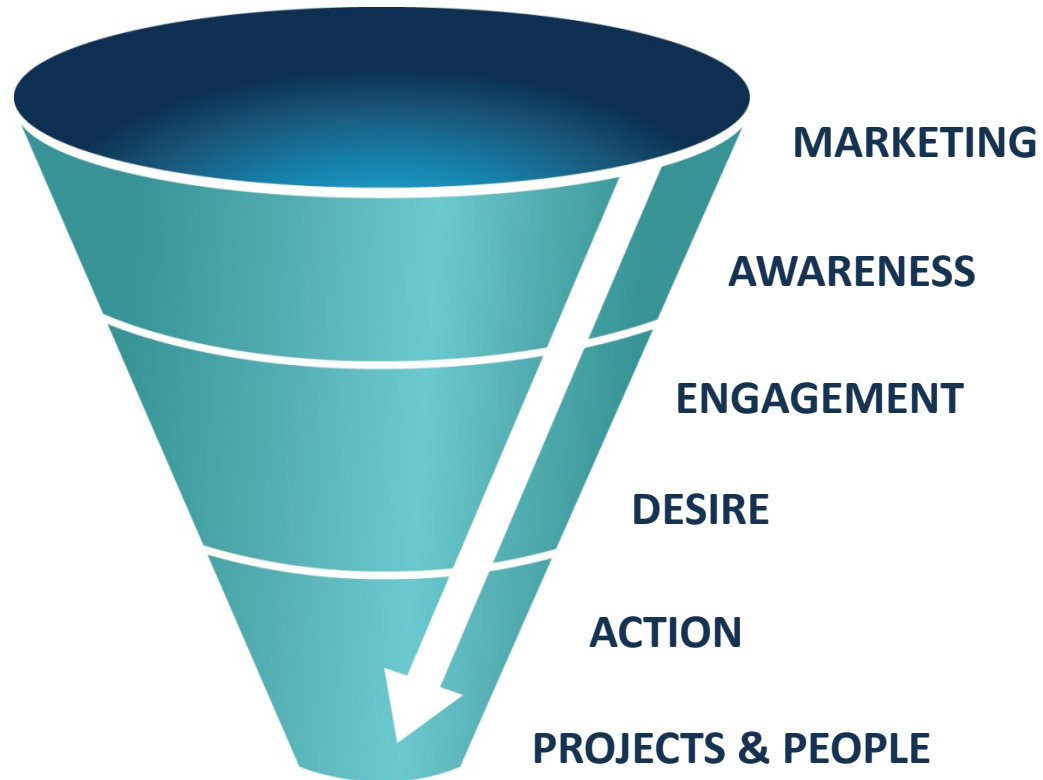 MARKETING
AWARENESS
ENGAGEMENT
DESIRE
ACTION
PROJECTS & PEOPLE